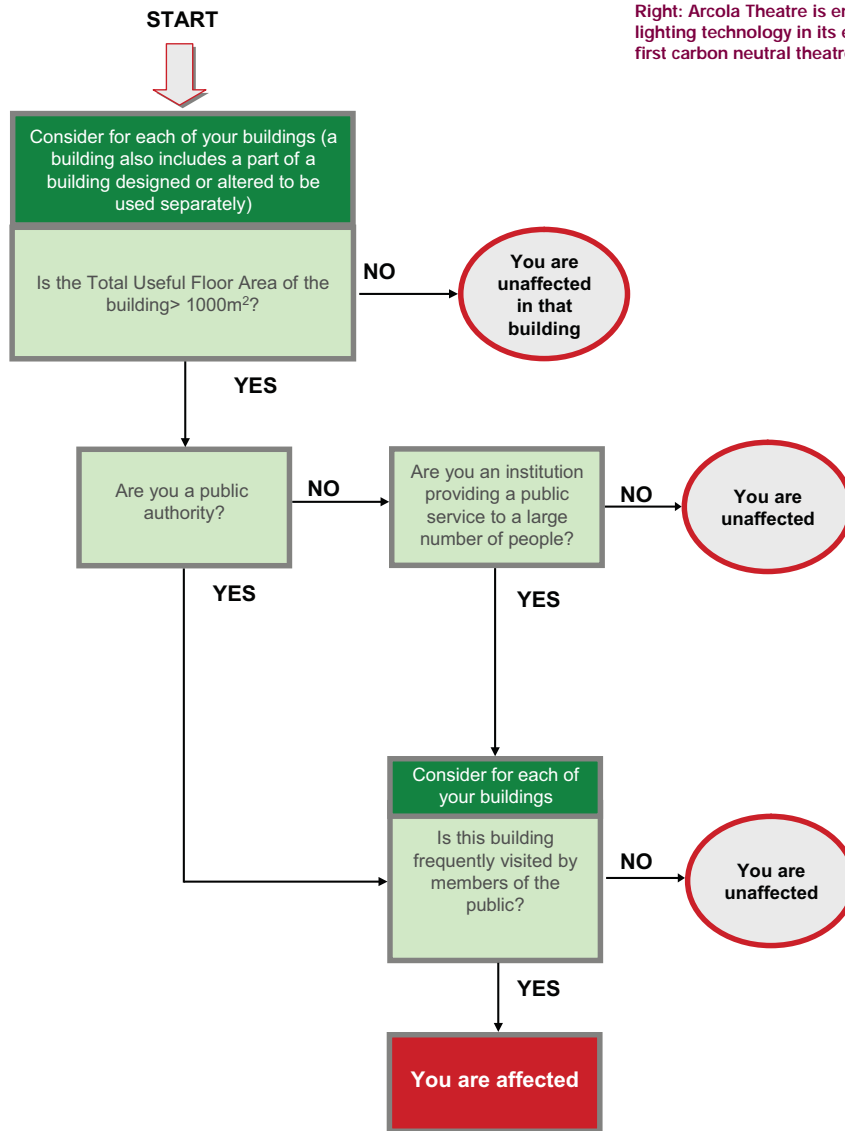 START
Right: Arcola Theatre is
lighting technology in its
first carbon neutral
Consider for each of your buildings (a
building also includes a part of a
building designed or altered to be
used separately)
Is the Total Useful Floor Area of the
building> 1000m²?
NO
You are
unaffected
in that
building
YES
Are you a public
authority?
NO
Are you an institution
providing a public
service to a large
number of people?
NO
You are
unaffected
YES
YES
Consider for each of
your buildings
Is this building
frequently visited by
members of the
public?
NO
You are
unaffected
YES
You are affected